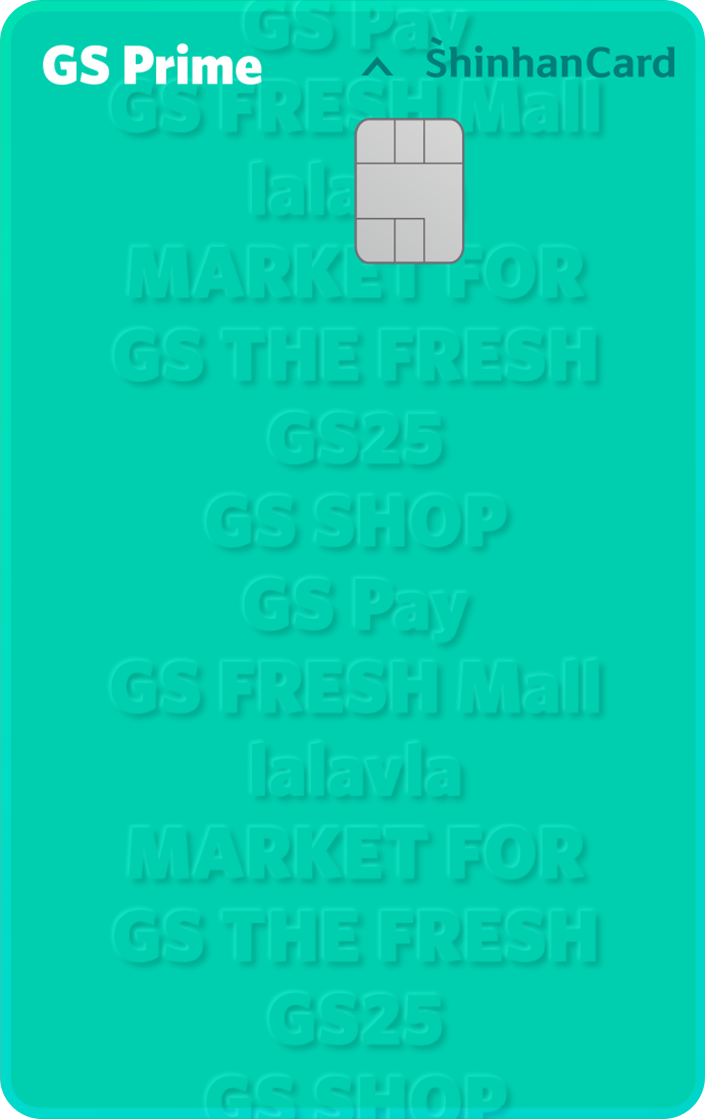 GS Pay
GS Prime
ShinhanCard
GS FRESH Mall
lala
MARKET FOR
GS THE FRESH
GS25
GS SHOP
GS Pay
GS FRESH Mall
lalavla
MARKET FOR
GS THE FRESH
GS25
GS SHOP